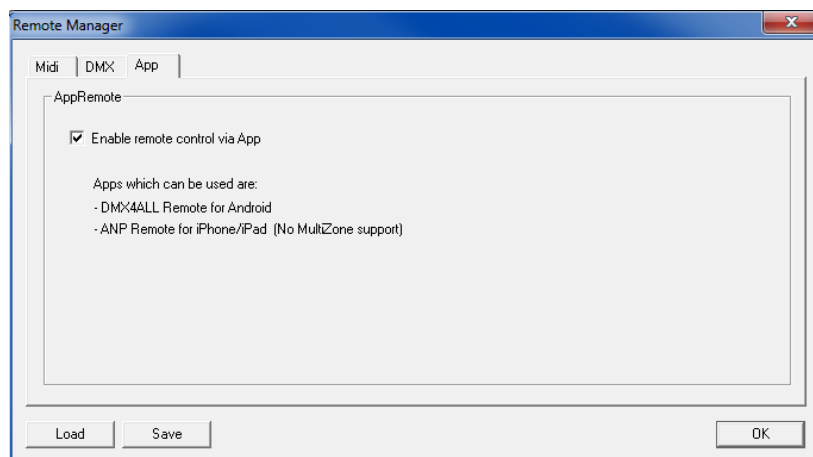 Remote Manager
Midi DMX App
AppRemote
Enable remote control via App
Apps which can be used are:
- DMX4ALL Remote for Android
- ANP Remote for iPhone/iPad (No MultiZone support)
Load Save OK